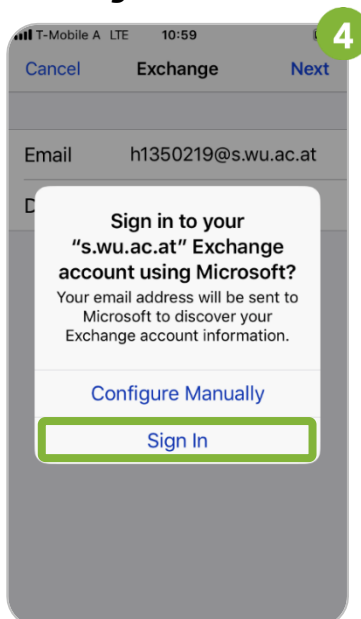 T-Mobile A LTE 10:59
4
Cancel Exchange Next
Email h1350219@s.wu.ac.at
D
Sign in to your
“s.wu.ac.at” Exchange
account using Microsoft?
Your email address will be sent to
Microsoft to discover your
Exchange account information.
Configure Manually
Sign In